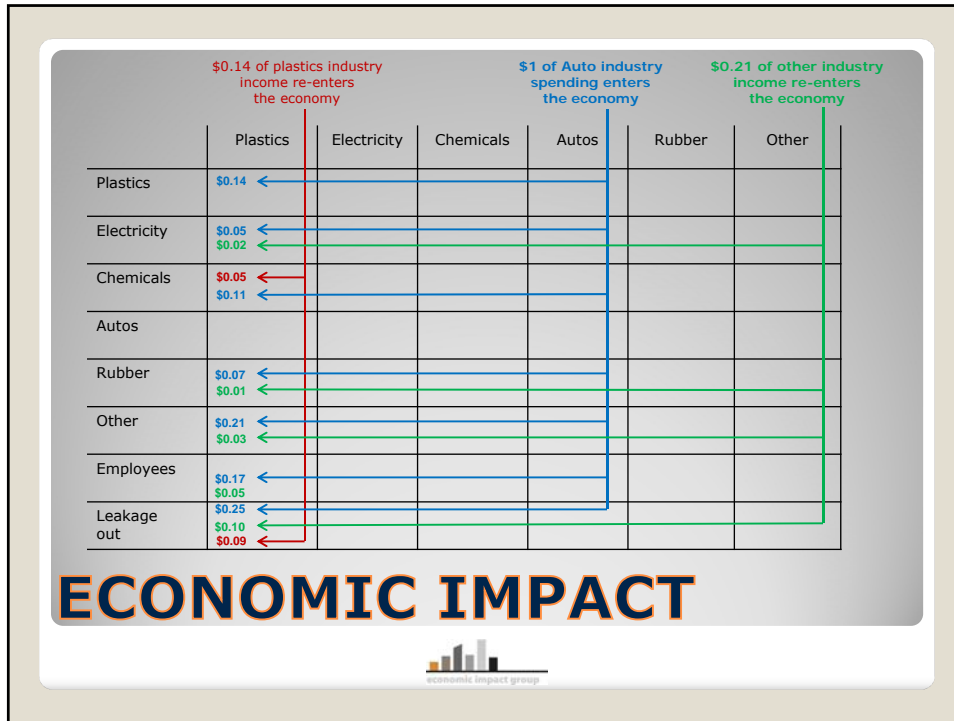 $0.14 of plastics industry
income re-enters
the economy
$1 of Auto industry
spending enters
the economy
$0.21 of other industry
income re-enters
the economy
Plastics Electricity Chemicals Autos Rubber Other
Plastics $0.14
Electricity $0.05
$0.02
Chemicals $0.05
$0.11
Autos
Rubber $0.07
$0.01
Other $0.21
$0.03
Employees $0.17
$0.05
Leakage
out
$0.25
$0.10
$0.09
ECONOMIC IMPACT
economic impact group